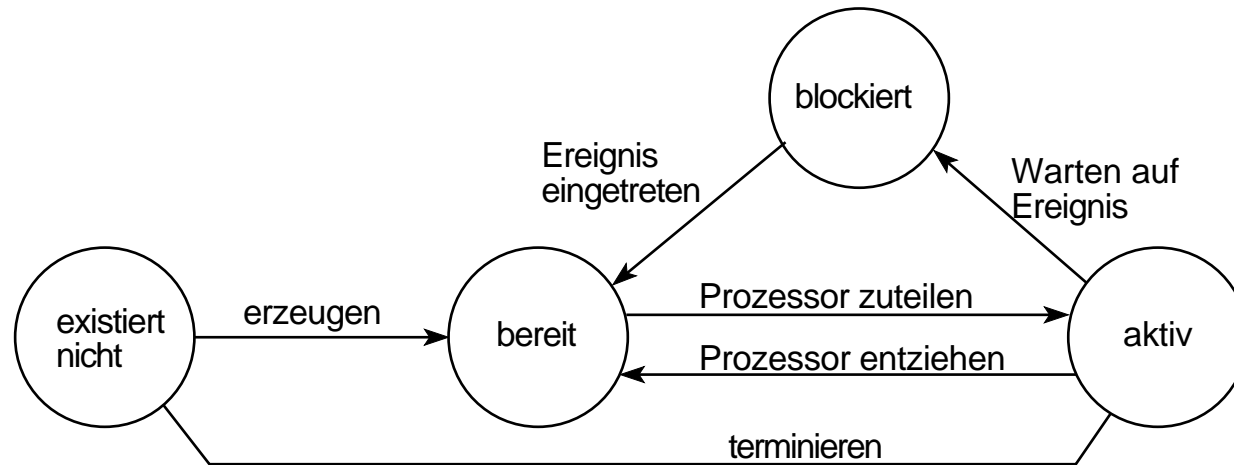 blockiert
Ereignis
eingetreten
Warten auf
Ereignis
existiert
nicht
erzeugen
bereit
Prozessor zuteilen
Prozessor entziehen
aktiv
terminieren